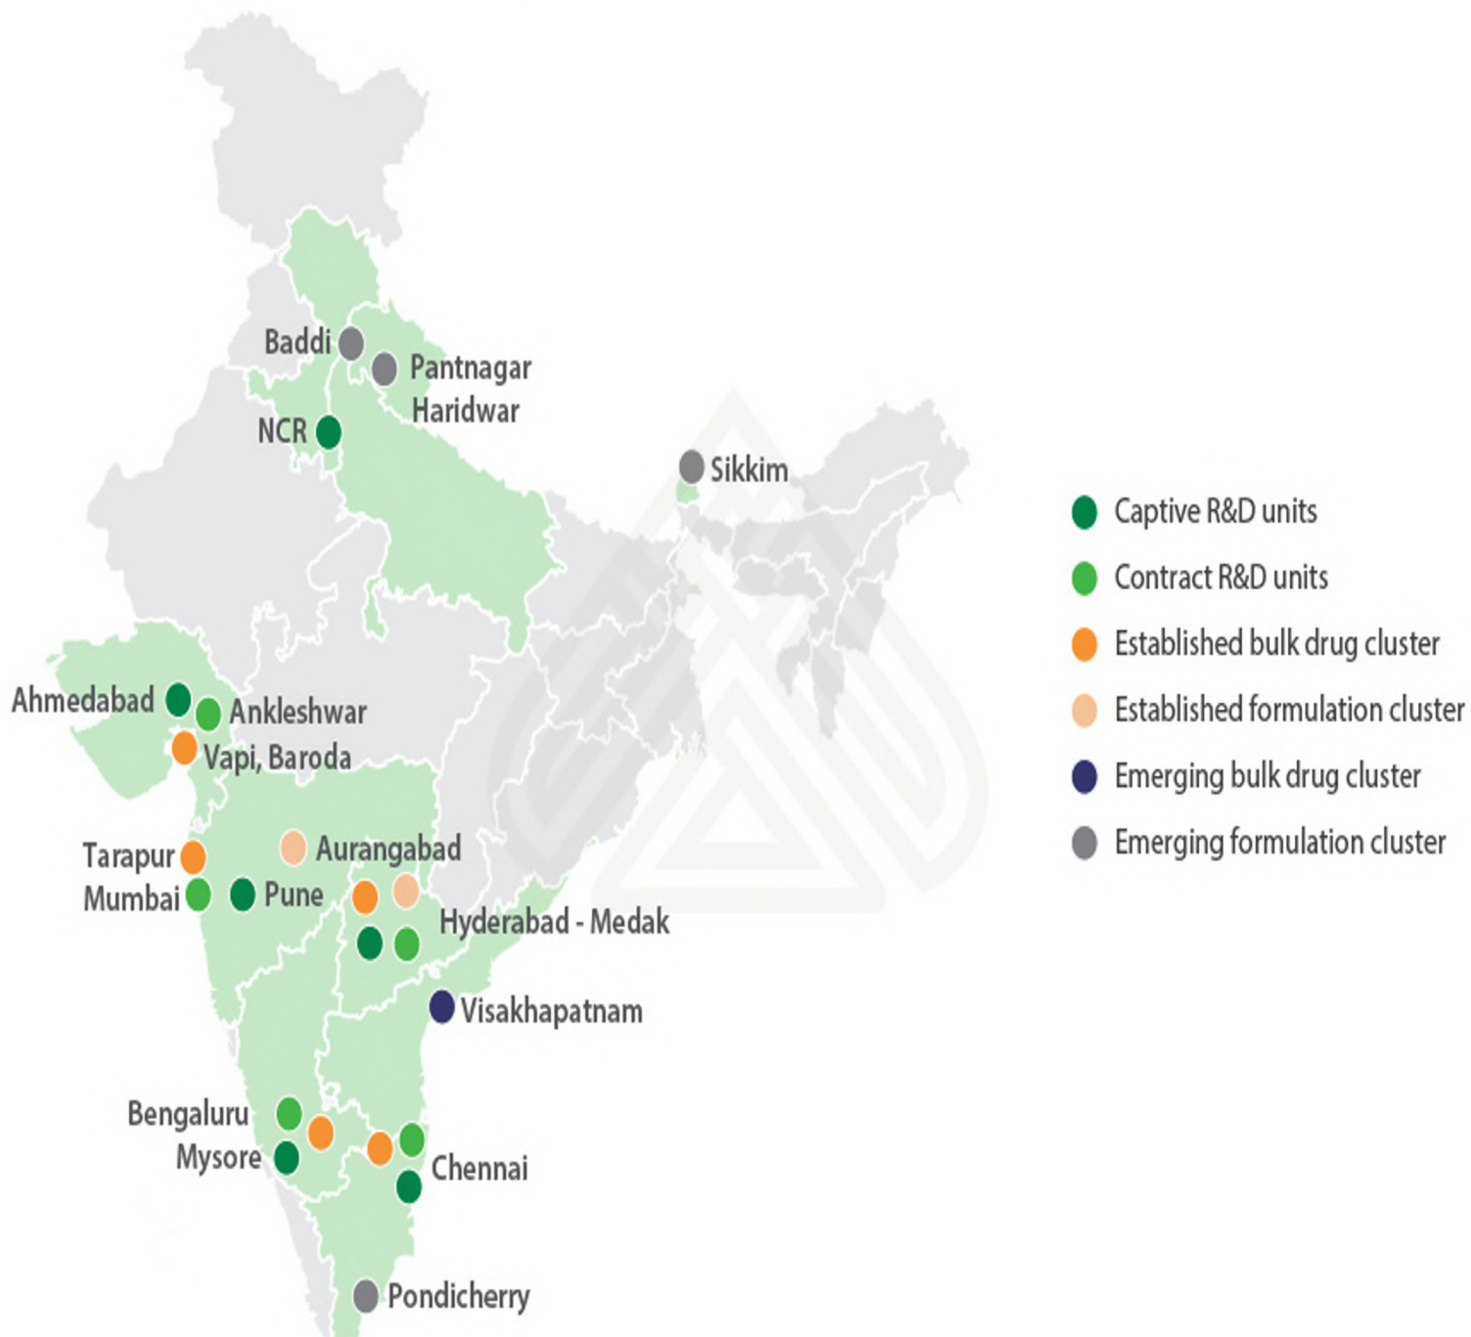 Baddi
Pantnagar
Haridwar
NCR
Sikkim
Captive R&D units
Contract R&D units
Established bulk drug cluster
Established formulation cluster
Emerging bulk drug cluster
Emerging formulation cluster
Ahmedabad
Ankleshwar
Vapi, Baroda
Tarapur
Aurangabad
Mumbai
Pune
Hyderabad - Medak
Visakhapatnam
Bengaluru
Mysore
Chennai
Pondicherry